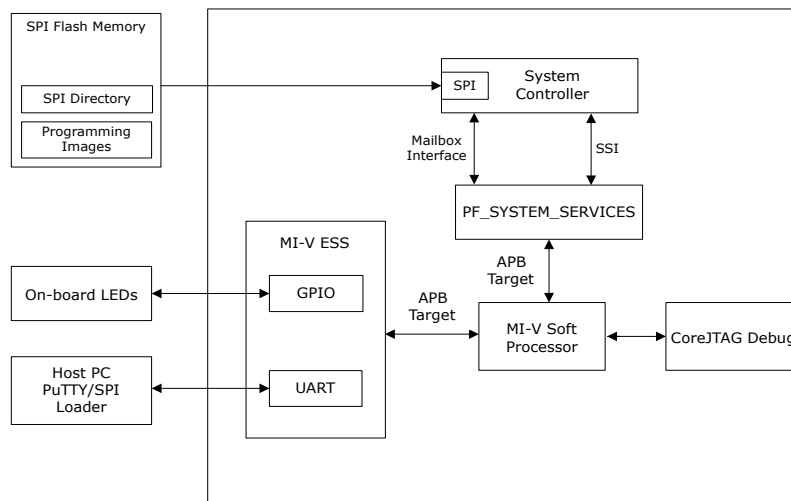 SPI Flash Memory
SPI Directory
Programming
Images
SPI
System
Controller
Mailbox
Interface
SSI
PF_SYSTEM_SERVICES
MI-V ESS
APB
Target
On-board LEDs
GPIO
APB
Target
MI-V Soft
Processor
CoreJTAG Debug
Host PC
PuTTY/SPI
Loader
UART